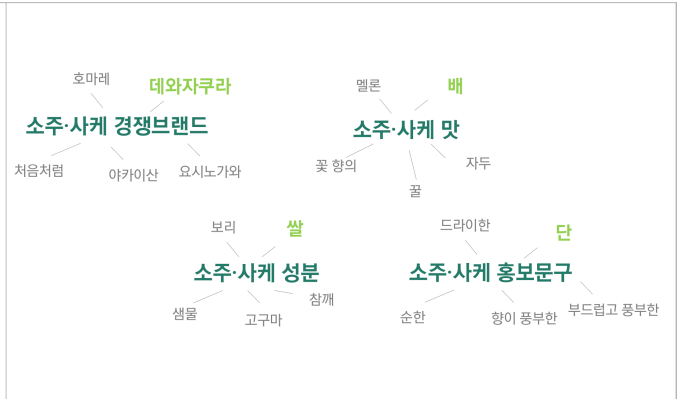 호마레
데와자쿠라
소주·사케 경쟁브랜드
처음처럼
야카이산
요시노가와
멜론
배
소주·사케 맛
꽃 향의
꿀
자두
보리
쌀
소주·사케 성분
샘물
고구마
참깨
드라이한
단
소주·사케 홍보문구
순한
향이 풍부한
부드럽고 풍부한